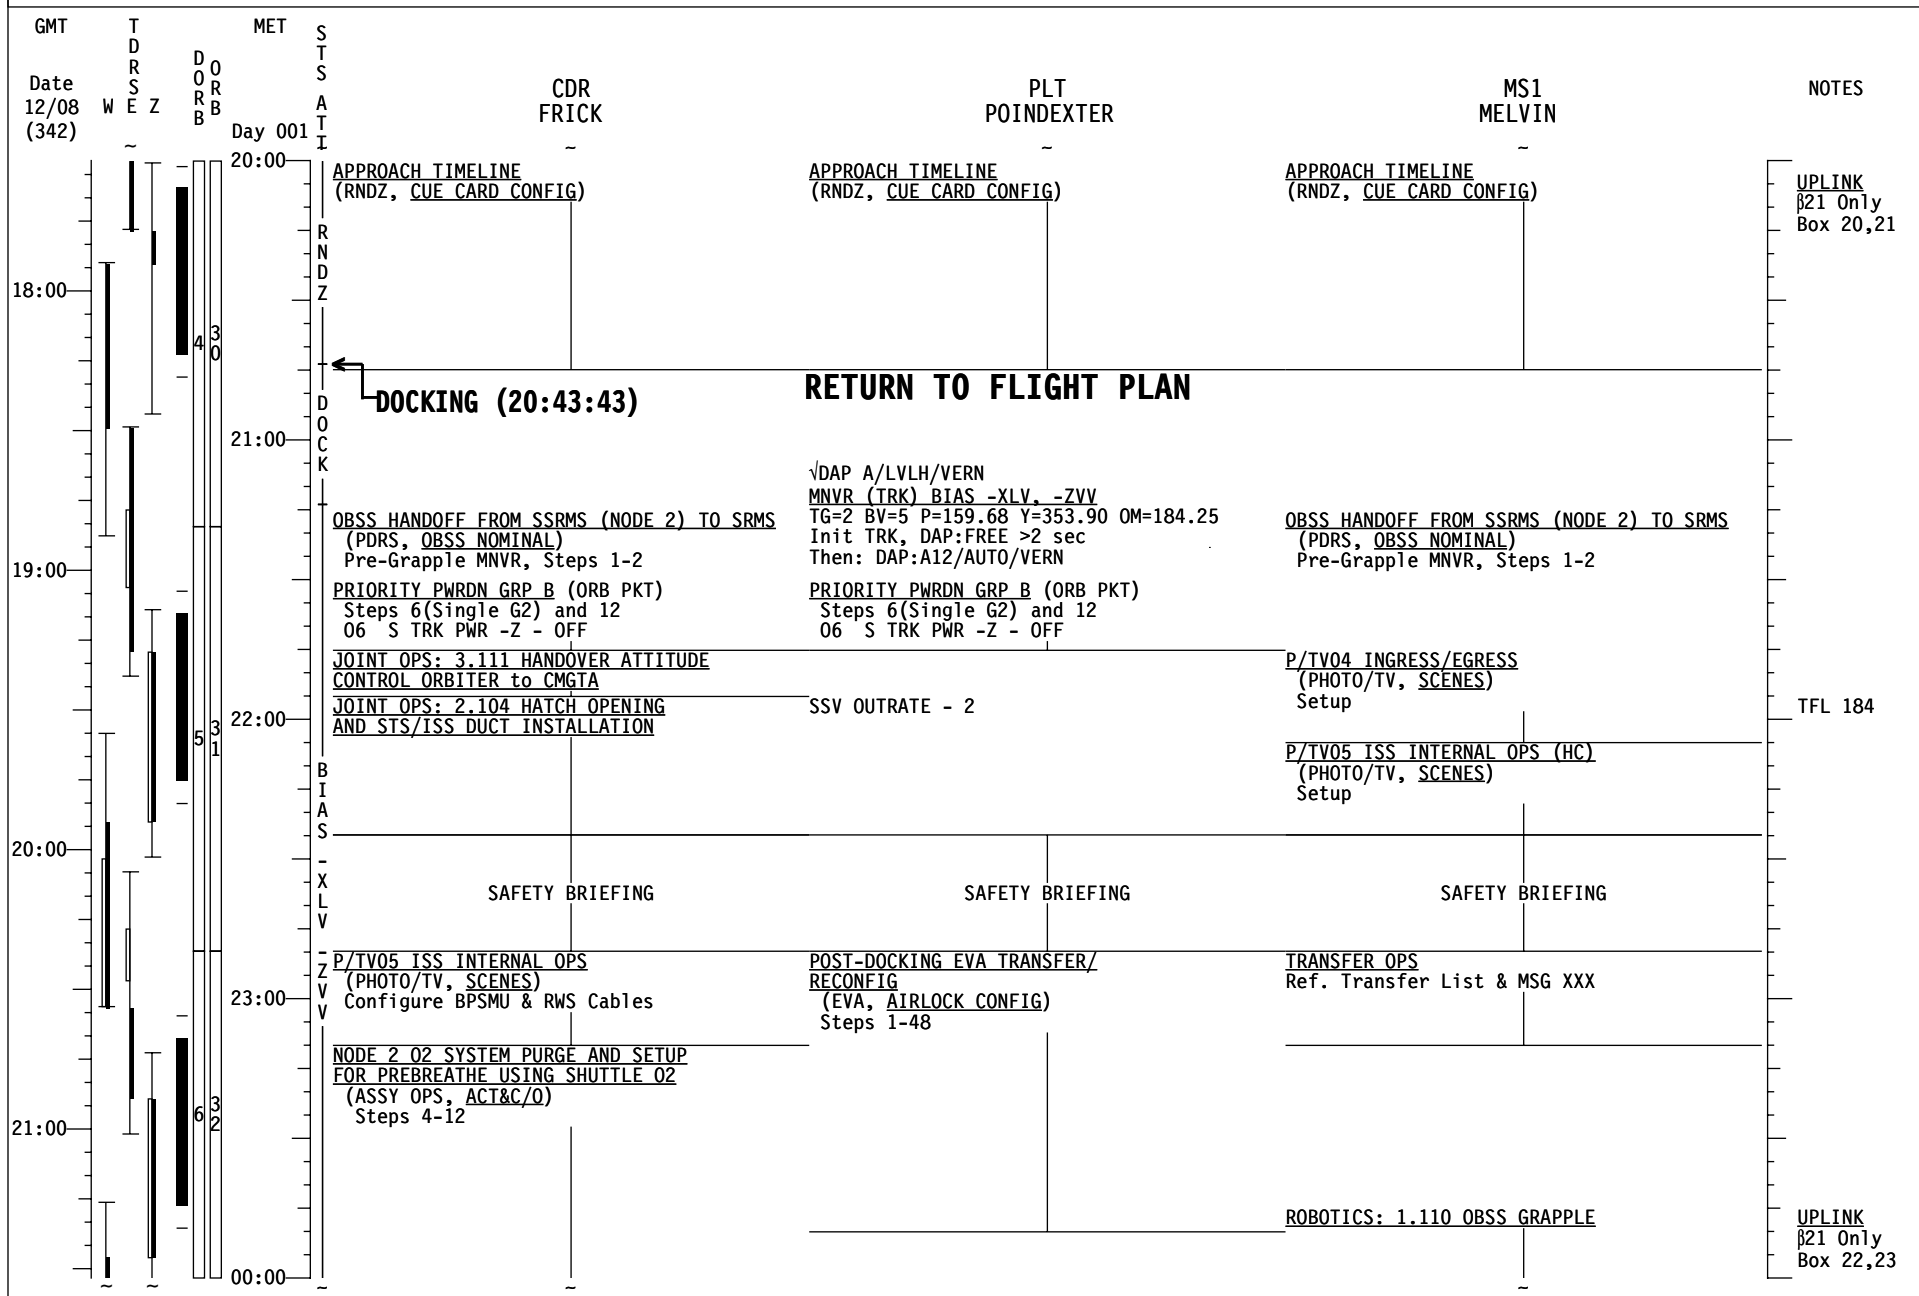 GMT
TDRS
MET
STS ATTI
DORB
ORB
Date
12/08
(342)
W E Z
Day 001
CDR
FRICK
PLT
POINDEXTER
MS1
MELVIN
NOTES
~ ~ ~ ~
20:00
APPROACH TIMELINE
(RNDZ, CUE CARD CONFIG)
APPROACH TIMELINE
(RNDZ, CUE CARD CONFIG)
APPROACH TIMELINE
(RNDZ, CUE CARD CONFIG)
UPLINK
β21 Only
Box 20,21
RNDZ
18:00
4
30
DOCKING (20:43:43)
RETURN TO FLIGHT PLAN
DOCK
21:00
√DAP A/LVLH/VERN
MNVR (TRK) BIAS -XLV, -ZVV
TG=2 BV=5 P=159.68 Y=353.90 OM=184.25
Init TRK, DAP:FREE >2 sec
Then: DAP:A12/AUTO/VERN
OBSS HANDOFF FROM SSRMS (NODE 2) TO SRMS
(PDRS, OBSS NOMINAL)
Pre-Grapple MNVR, Steps 1-2
OBSS HANDOFF FROM SSRMS (NODE 2) TO SRMS
(PDRS, OBSS NOMINAL)
Pre-Grapple MNVR, Steps 1-2
19:00
PRIORITY PWRDN GRP B (ORB PKT)
Steps 6(Single G2) and 12
O6 S TRK PWR -Z - OFF
PRIORITY PWRDN GRP B (ORB PKT)
Steps 6(Single G2) and 12
O6 S TRK PWR -Z - OFF
JOINT OPS: 3.111 HANDOVER ATTITUDE
CONTROL ORBITER to CMGTA
P/TV04 INGRESS/EGRESS
(PHOTO/TV, SCENES)
Setup
22:00
JOINT OPS: 2.104 HATCH OPENING
AND STS/ISS DUCT INSTALLATION
SSV OUTRATE - 2
TFL 184
5
31
P/TV05 ISS INTERNAL OPS (HC)
(PHOTO/TV, SCENES)
Setup
BIAS -XLV -ZVV
20:00
SAFETY BRIEFING
SAFETY BRIEFING
SAFETY BRIEFING
P/TV05 ISS INTERNAL OPS
(PHOTO/TV, SCENES)
Configure BPSMU & RWS Cables
POST-DOCKING EVA TRANSFER/
RECONFIG
(EVA, AIRLOCK CONFIG)
Steps 1-48
TRANSFER OPS
Ref. Transfer List & MSG XXX
23:00
NODE 2 O2 SYSTEM PURGE AND SETUP
FOR PREBREATHE USING SHUTTLE O2
(ASSY OPS, ACT&C/O)
Steps 4-12
21:00
6
32
ROBOTICS: 1.110 OBSS GRAPPLE
UPLINK
β21 Only
Box 22,23
00:00
~ ~ ~ ~ ~